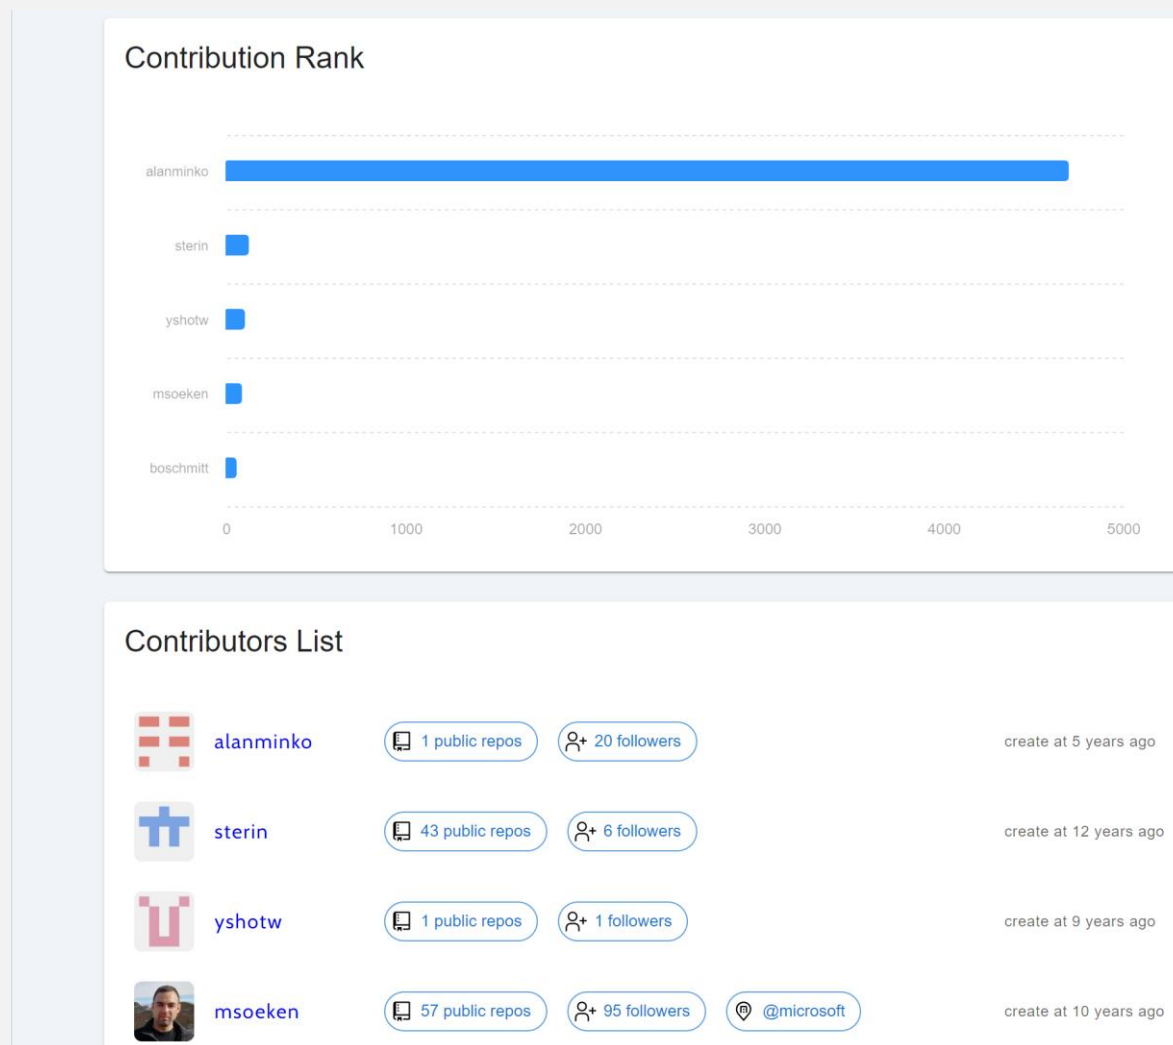 Contribution Rank
alanminko
sterin
yshotw
msoeken
boschmitt
0 1000 2000 3000 4000 5000
Contributors List
alanminko 1 public repos 20 followers create at 5 years ago
sterin 43 public repos 6 followers create at 12 years ago
yshotw 1 public repos 1 followers create at 9 years ago
msoeken 57 public repos 95 followers @microsoft create at 10 years ago